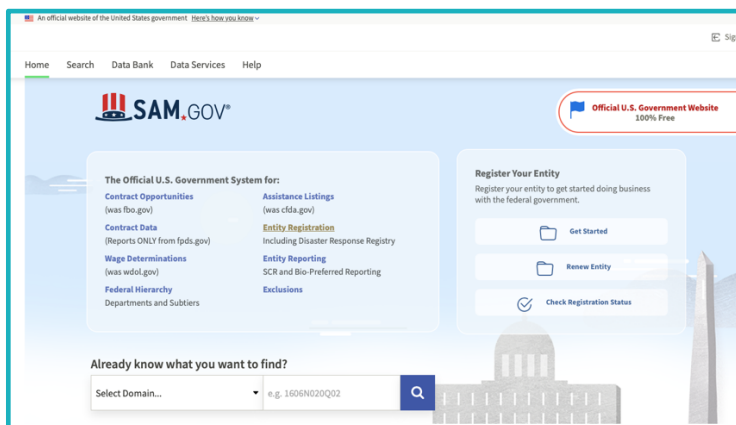 An official website of the United States government Here's how you know
Home Search Data Bank Data Services Help
SAM.GOV®
Official U.S. Government Website
100% Free
The Official U.S. Government System for:
Contract Opportunities
(was fbo.gov)
Contract Data
(Reports ONLY from fpds.gov)
Wage Determinations
(was wdol.gov)
Federal Hierarchy
Departments and Subtiers
Assistance Listings
(was cfda.gov)
Entity Registration
Including Disaster Response Registry
Entity Reporting
SCR and Bio-Preferred Reporting
Exclusions
Register Your Entity
Register your entity to get started doing business
with the federal government.
Get Started
Renew Entity
Check Registration Status
Already know what you want to find?
Select Domain... e.g. 1606N020Q02